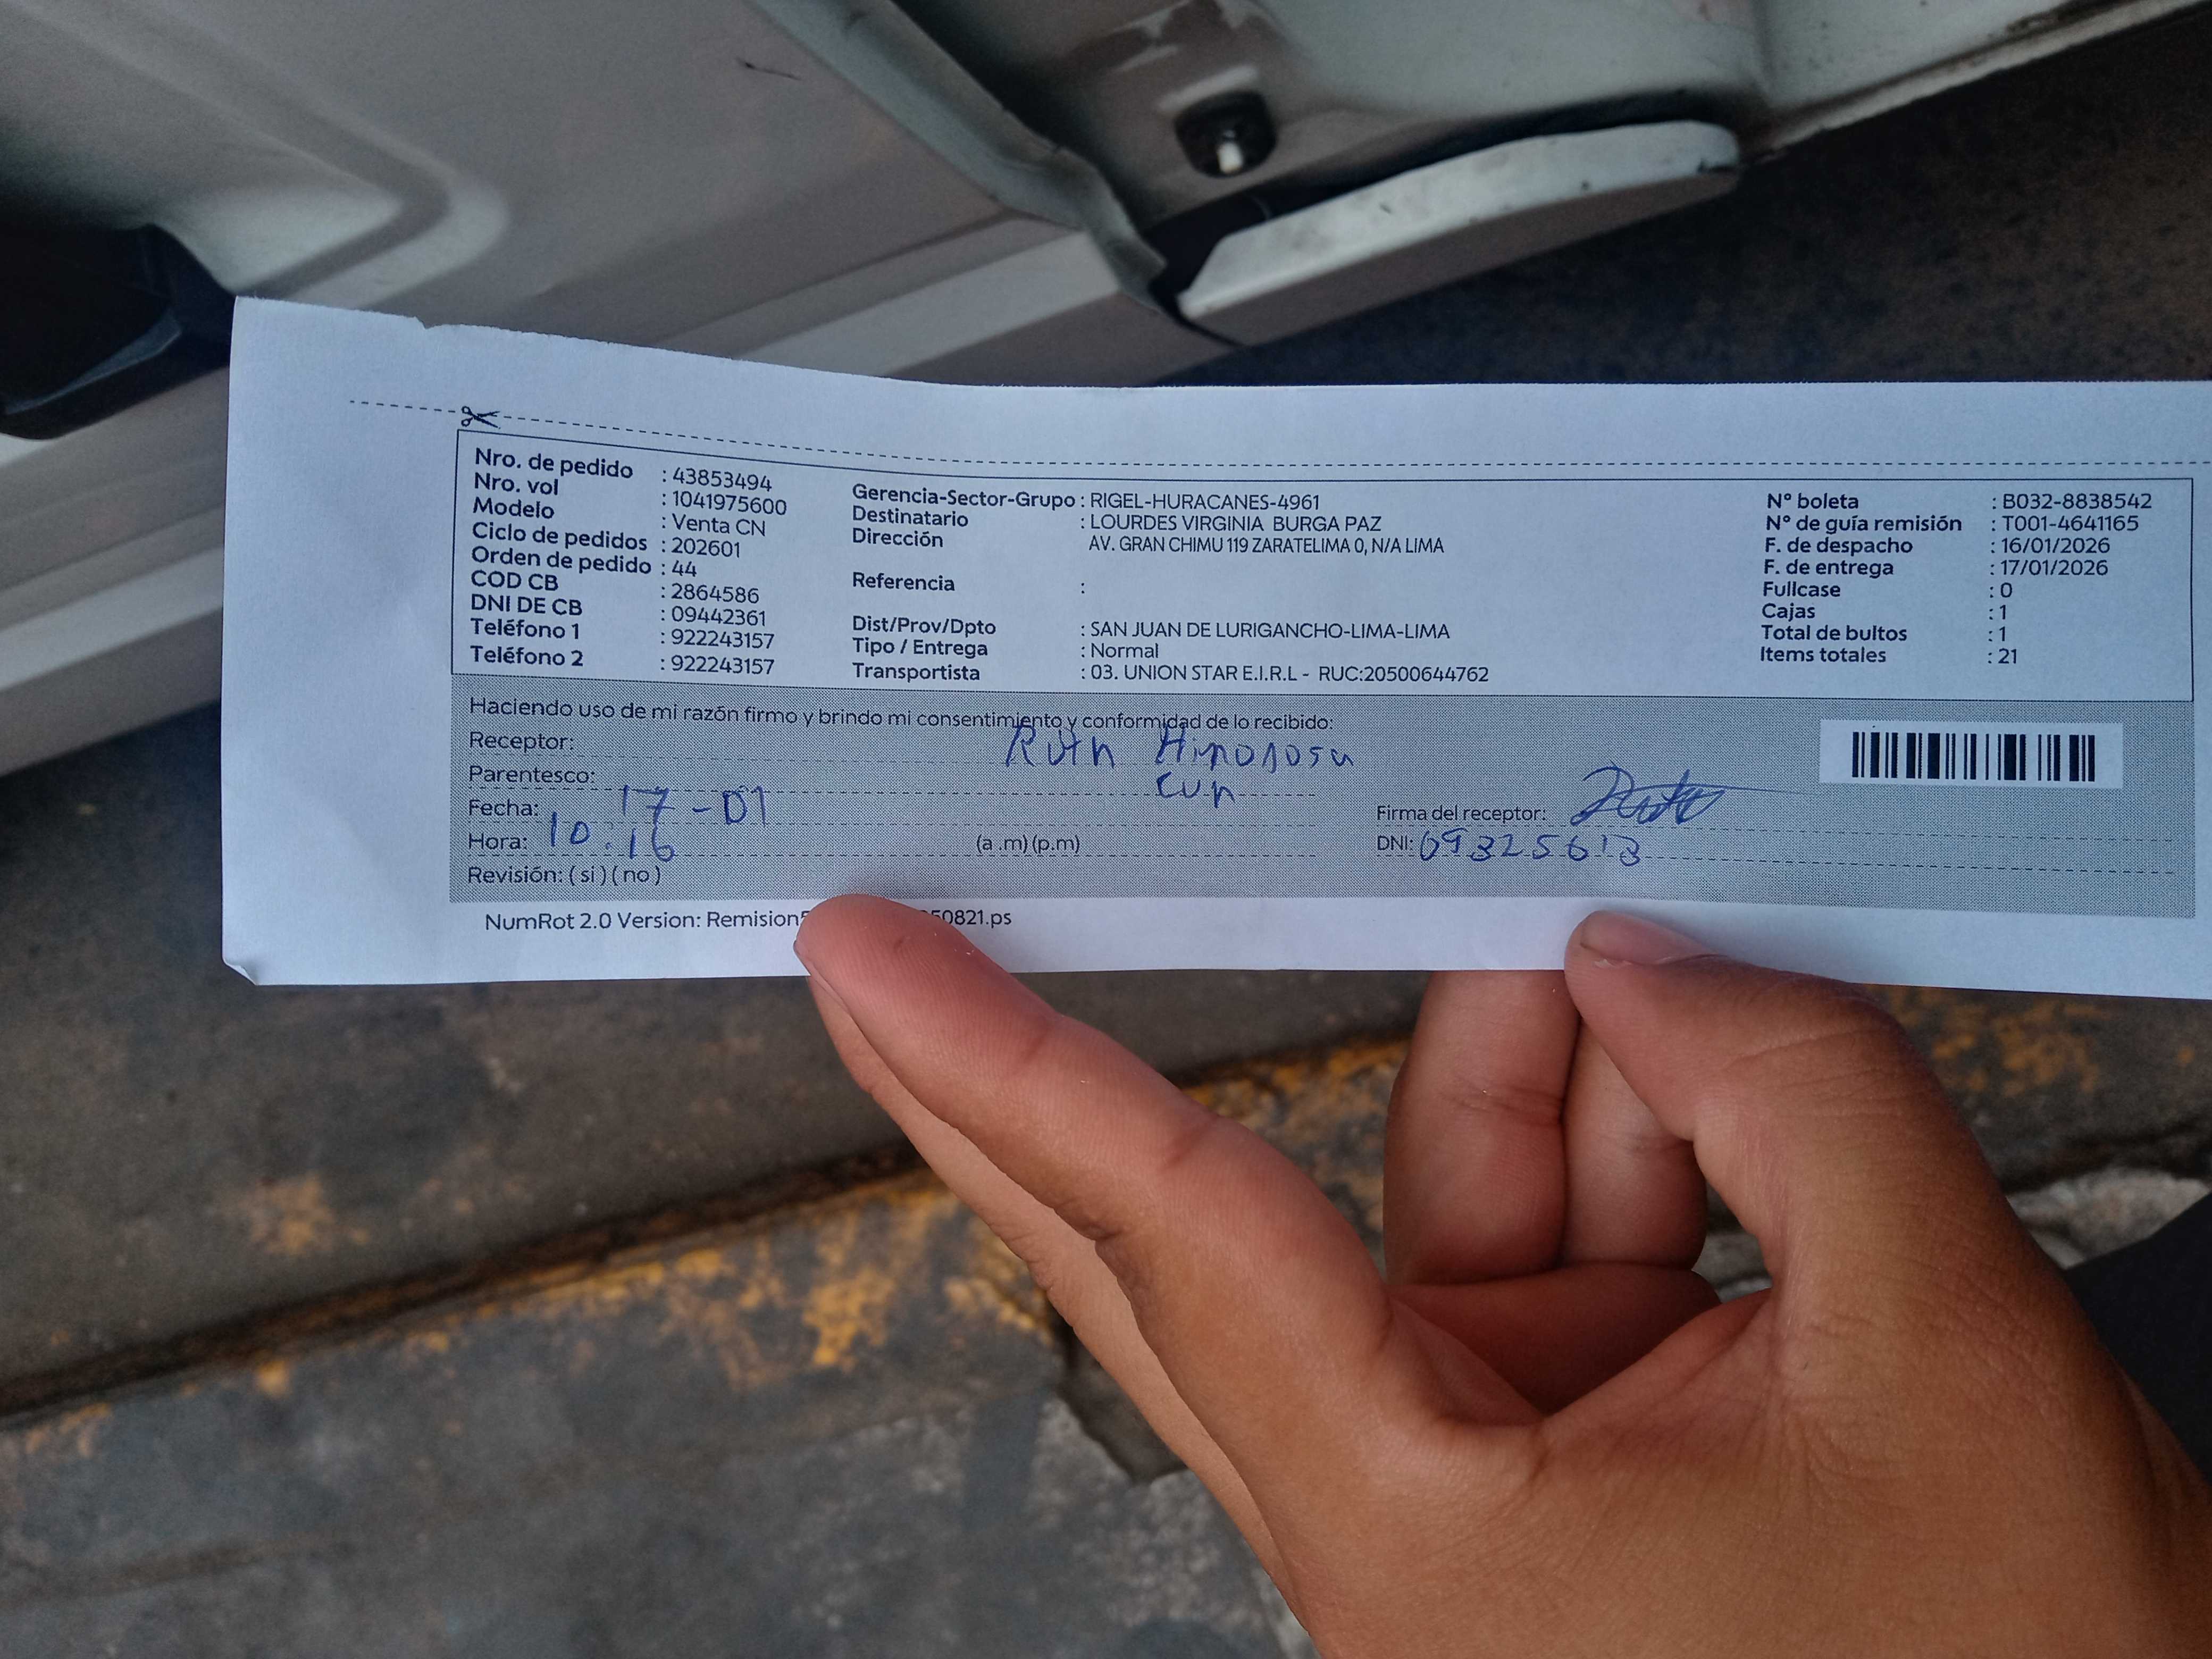 Nro. de pedido : 43853494
Nro. vol : 1041975600
Modelo : Venta CN
Ciclo de pedidos : 202601
Orden de pedido : 44
COD CB : 2864586
DNI DE CB : 09442361
Teléfono 1 : 922243157
Teléfono 2 : 922243157
Gerencia-Sector-Grupo : RIGEL-HURACANES-4961
Destinatario : LOURDES VIRGINIA BURGA PAZ
Dirección AV. GRAN CHIMU 119 ZARATELIMA 0, N/A LIMA
Referencia :
Dist/Prov/Dpto : SAN JUAN DE LURIGANCHO-LIMA-LIMA
Tipo / Entrega : Normal
Transportista : 03. UNION STAR E.I.R.L - RUC:20500644762
N° boleta : B032-8838542
N° de guía remisión : T001-4641165
F. de despacho : 16/01/2026
F. de entrega : 17/01/2026
Fullcase : 0
Cajas : 1
Total de bultos : 1
Items totales : 21
Haciendo uso de mi razón firmo y brindo mi consentimiento y conformidad de lo recibido:
Receptor: Ruth
Parentesco:
Fecha: 17-01
Hora: 10:16 (a .m) (p.m)
Revisión: ( si ) ( no )
Firma del receptor:
DNI: 09325613
NumRot 2.0 Version: Remision 50821.ps